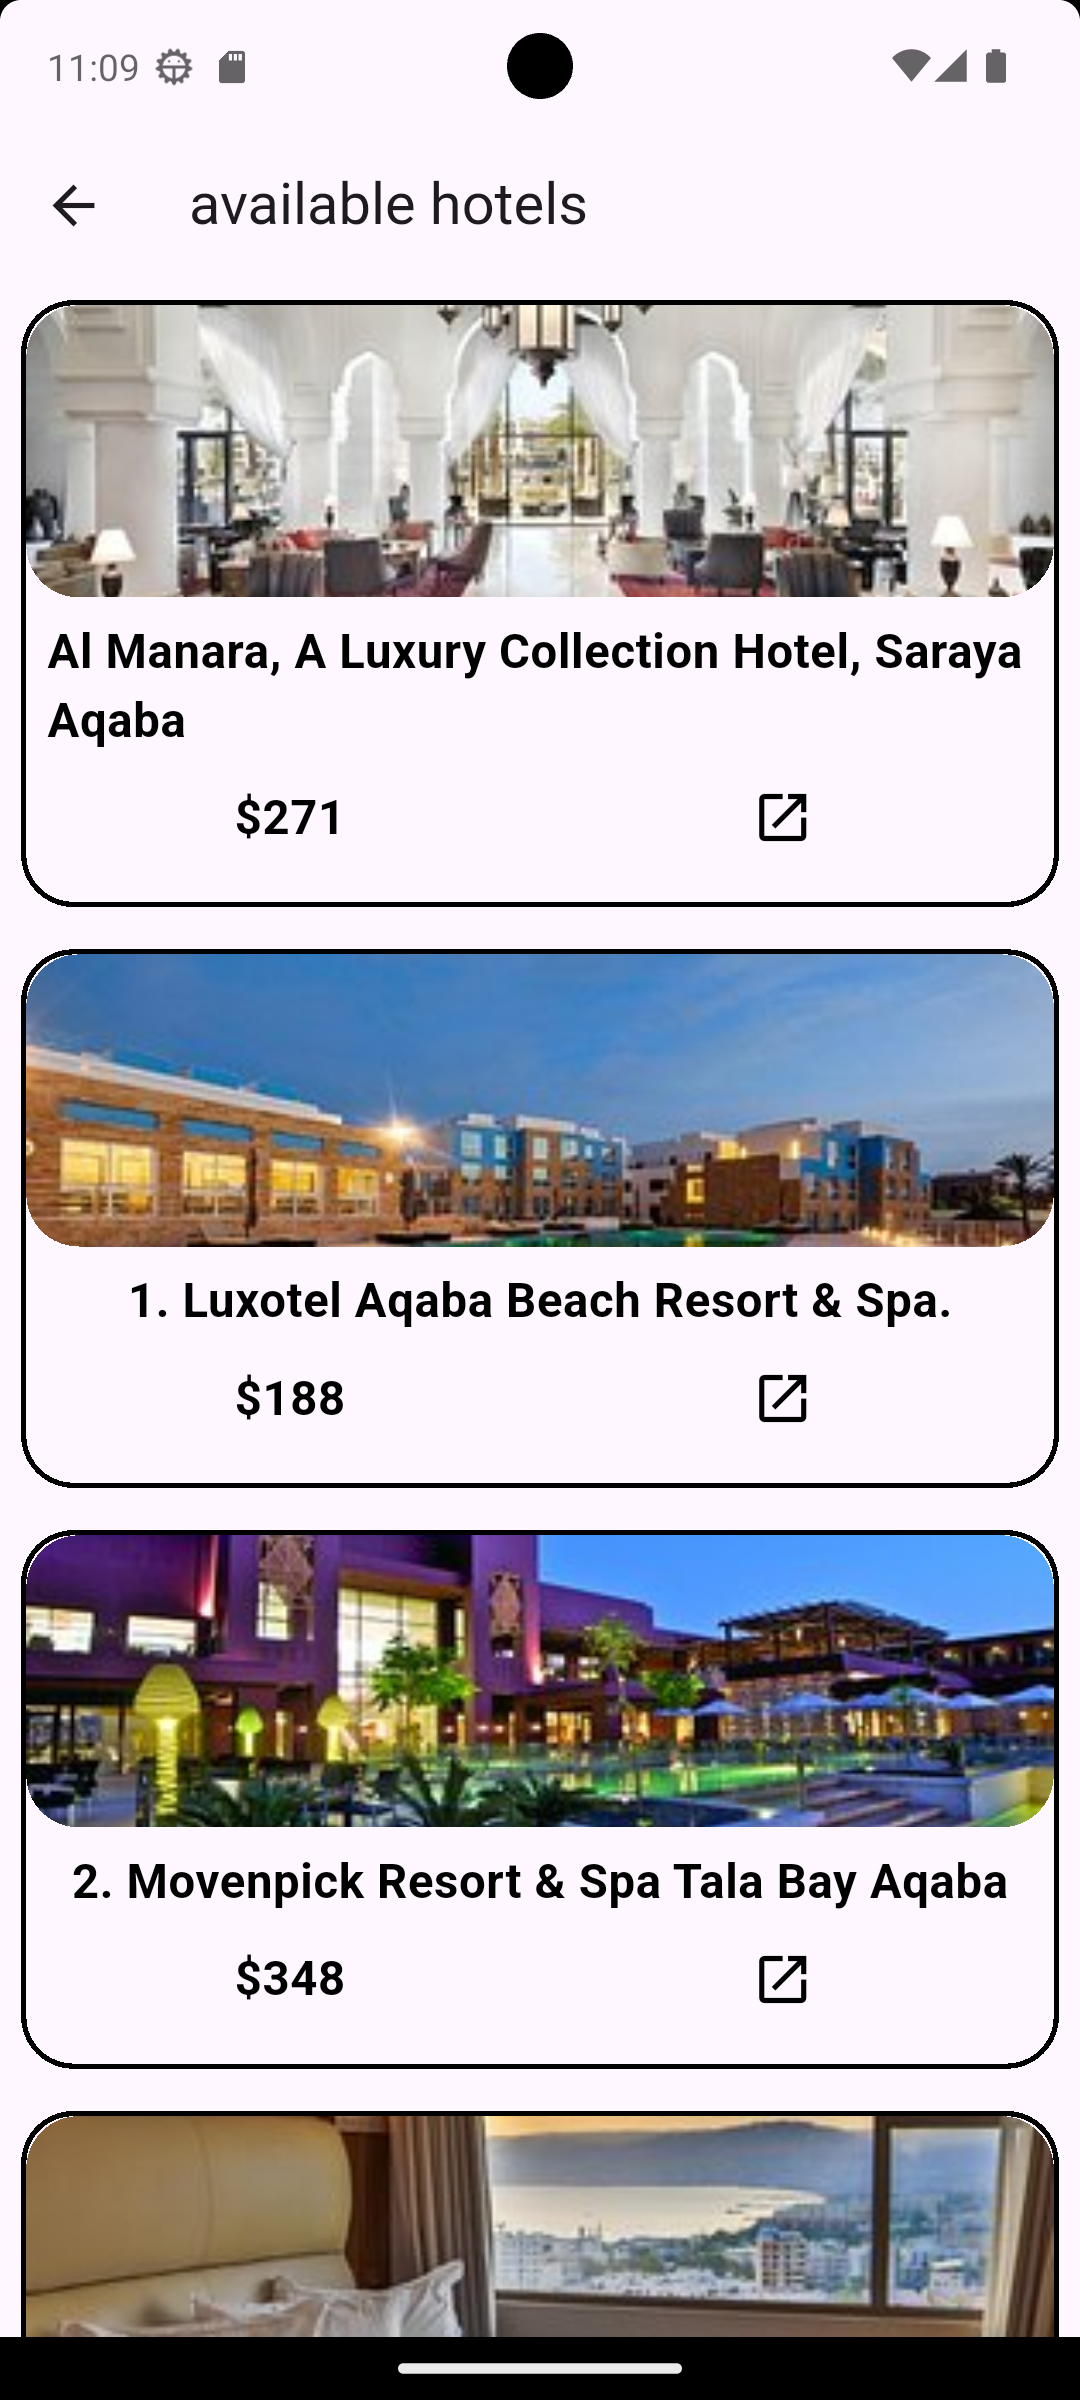 11:09
available hotels
Al Manara, A Luxury Collection Hotel, Saraya
Aqaba
$271
1. Luxotel Aqaba Beach Resort & Spa.
$188
2. Movenpick Resort & Spa Tala Bay Aqaba
$348